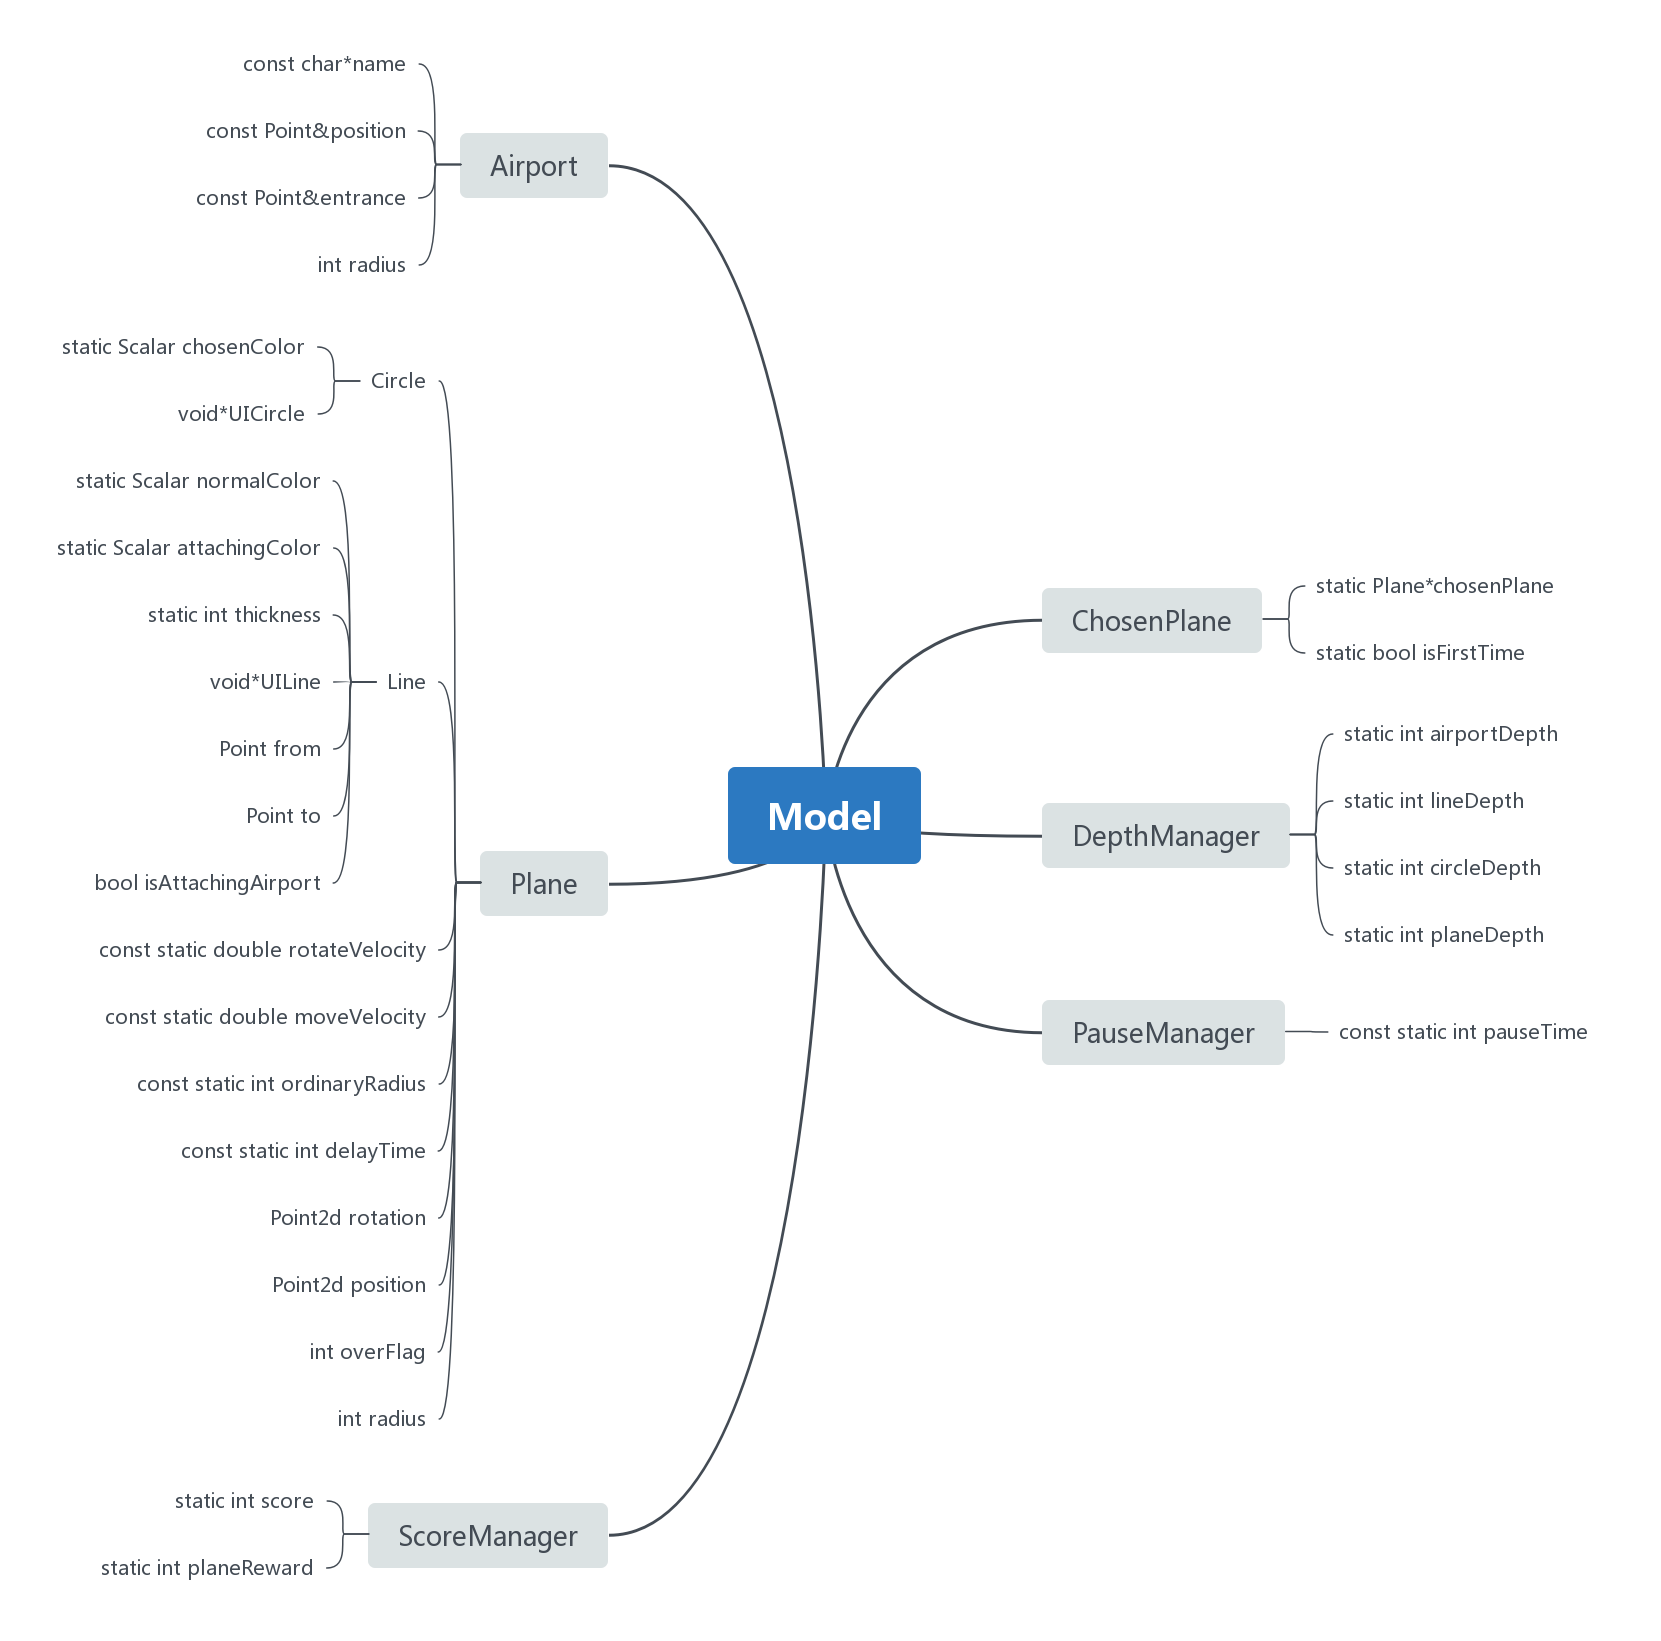 const char*name
const Point&position
Airport
const Point&entrance
int radius
static Scalar chosenColor
Circle
void*UICircle
static Scalar normalColor
static Scalar attachingColor
static int thickness
void*UILine
Line
Point from
Point to
bool isAttachingAirport
Plane
const static double rotateVelocity
const static double moveVelocity
const static int ordinaryRadius
const static int delayTime
Point2d rotation
Point2d position
int overFlag
int radius
static int score
ScoreManager
static int planeReward
Model
ChosenPlane
static Plane*chosenPlane
static bool isFirstTime
DepthManager
static int airportDepth
static int lineDepth
static int circleDepth
static int planeDepth
PauseManager
const static int pauseTime